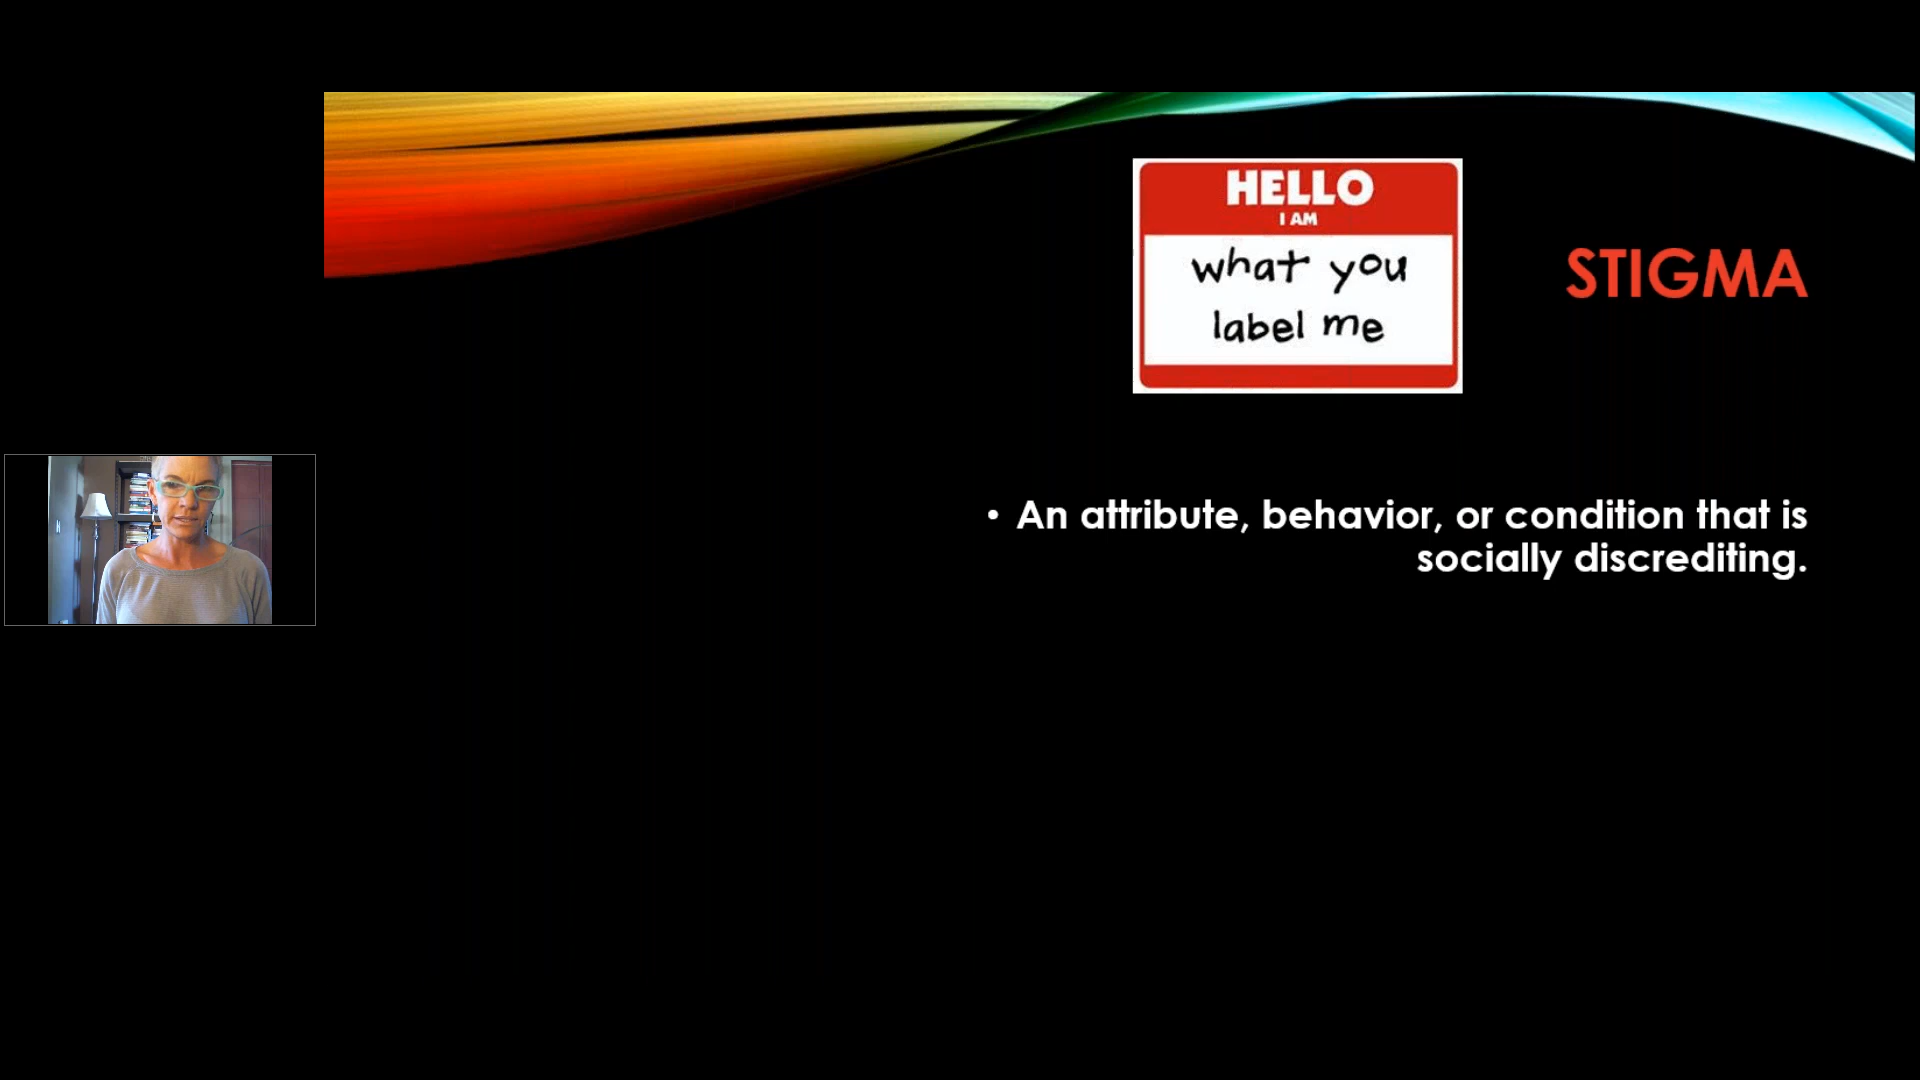 HELLO
I AM
what you
label me
STIGMA
• An attribute, behavior, or condition that is
socially discrediting.